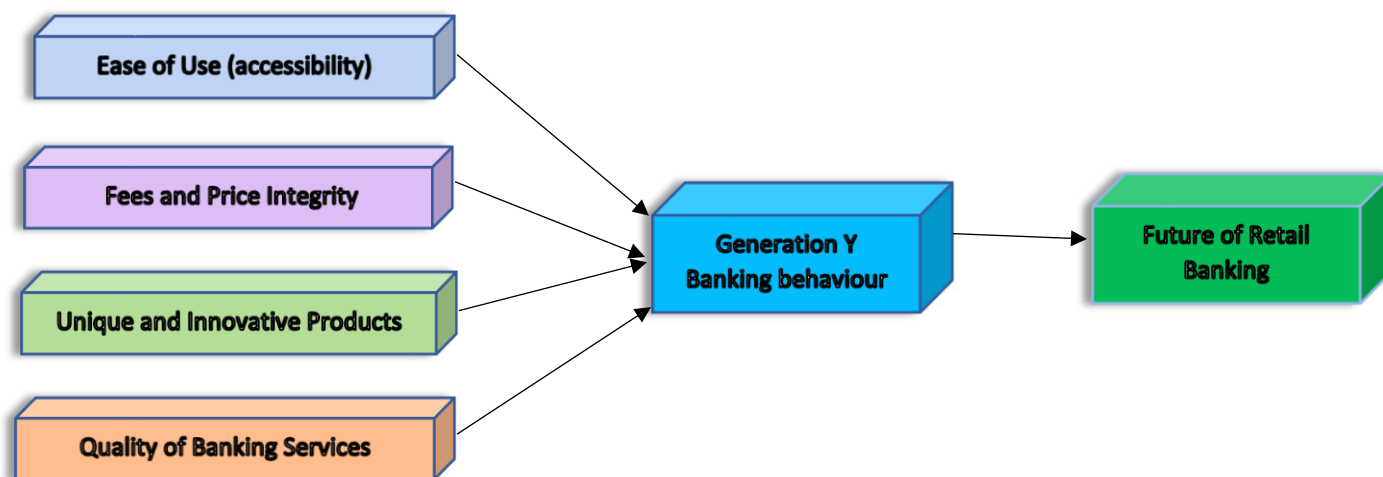 Ease of Use (accessibility)
Fees and Price Integrity
Unique and Innovative Products
Quality of Banking Services
Generation Y
Banking behaviour
Future of Retail
Banking